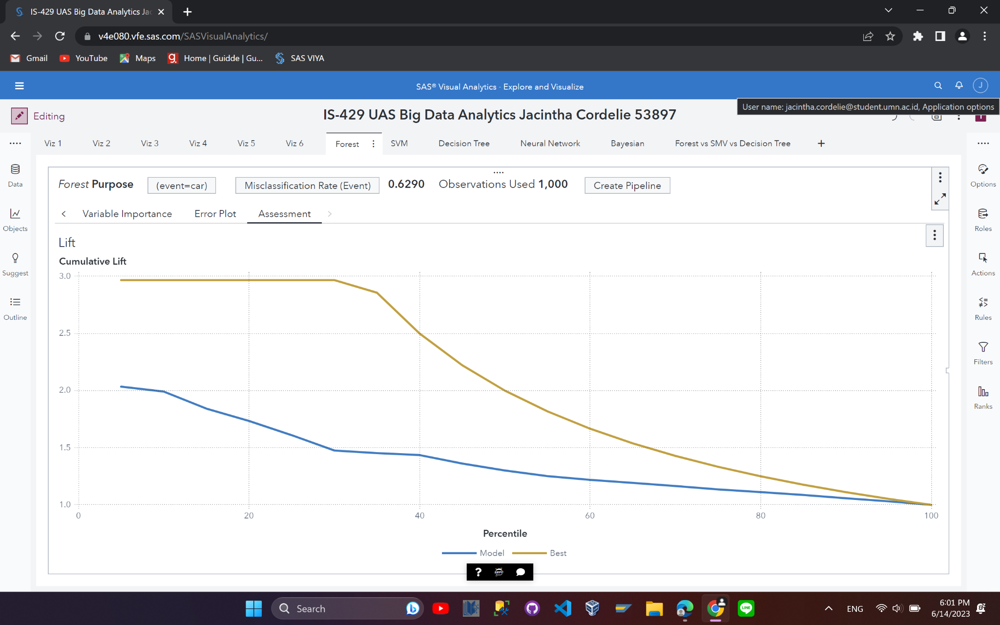 IS-429 UAS Big Data Analytics Jac
v4e080.vfe.sas.com/SASVisualAnalytics/
Gmail YouTube Maps Home | Guidde | Gu... SAS VIYA
SAS® Visual Analytics - Explore and Visualize
J
Editing
IS-429 UAS Big Data Analytics Jacintha Cordelie 53897
User name: jacintha.cordelie@student.umn.ac.id, Application options
Viz 1 Viz 2 Viz 3 Viz 4 Viz 5 Viz 6 Forest SVM Decision Tree Neural Network Bayesian Forest vs SMV vs Decision Tree
Data
Objects
Suggest
Outline
Forest Purpose (event=car) Misclassification Rate (Event) 0.6290 Observations Used 1,000 Create Pipeline
Variable Importance Error Plot Assessment
Lift
Cumulative Lift
3.0
2.5
2.0
1.5
1.0
0 20 40 60 80 100
Percentile
Model Best
Options
Roles
Actions
Rules
Filters
Ranks
?
Search
LINE
ENG
6:01 PM
6/14/2023